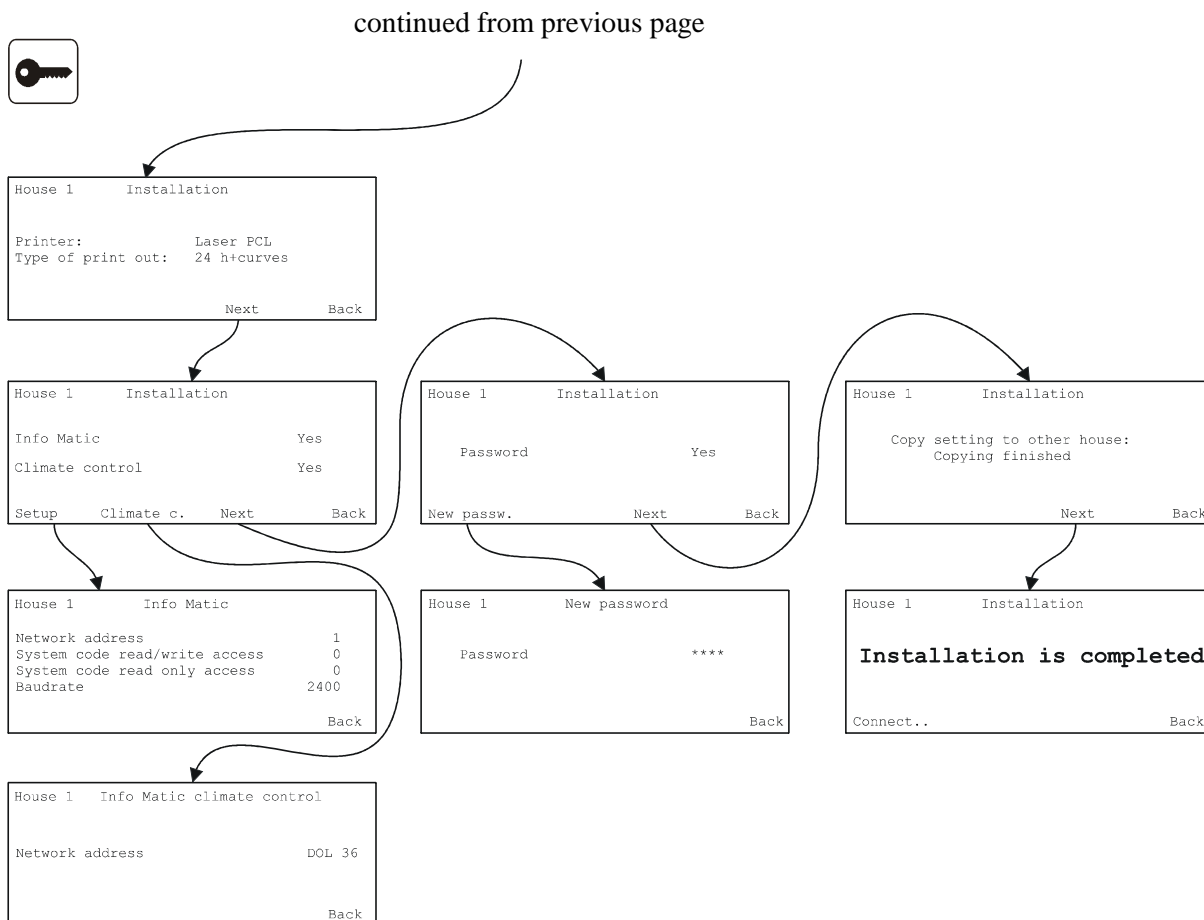 continued from previous page
House 1 Installation
Printer: Laser PCL
Type of print out: 24 h+curves
Next Back
House 1 Installation
Info Matic Yes
Climate control Yes
Setup Climate c. Next Back
House 1 Installation
Password Yes
New passw. Next Back
House 1 Installation
Copy setting to other house:
Copying finished
Next Back
House 1 Info Matic
Network address 1
System code read/write access 0
System code read only access 0
Baudrate 2400
Back
House 1 New password
Password ****
Back
House 1 Installation
Installation is completed
Connect.. Back
House 1 Info Matic climate control
Network address DOL 36
Back